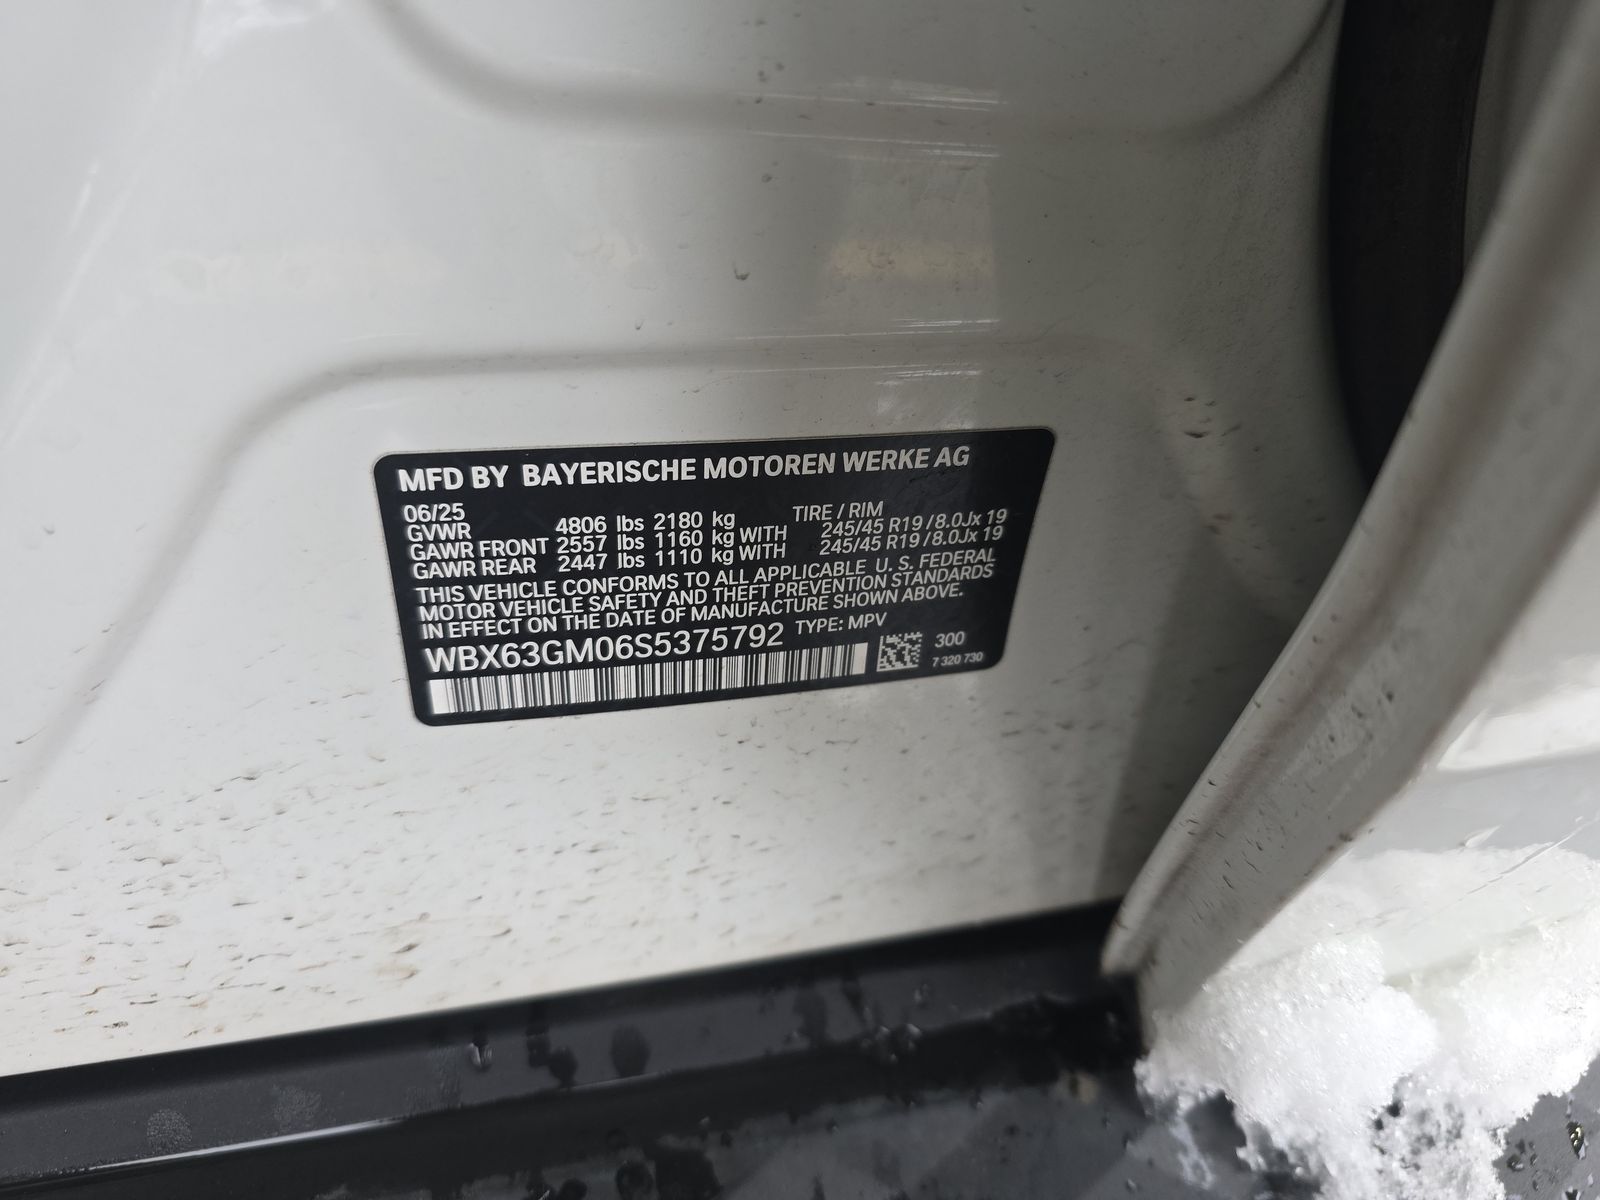 MFD BY BAYERISCHE MOTOREN WERKE AG
06/25 TIRE / RIM
GVWR 4806 lbs 2180 kg
GAWR FRONT 2557 lbs 1160 kg WITH 245/45 R19 / 8.0Jx 19
GAWR REAR 2447 lbs 1110 kg WITH 245/45 R19 / 8.0Jx 19
THIS VEHICLE CONFORMS TO ALL APPLICABLE U. S. FEDERAL
MOTOR VEHICLE SAFETY AND THEFT PREVENTION STANDARDS
IN EFFECT ON THE DATE OF MANUFACTURE SHOWN ABOVE.
WBX63GM06S5375792 TYPE: MPV
300
7 320 730